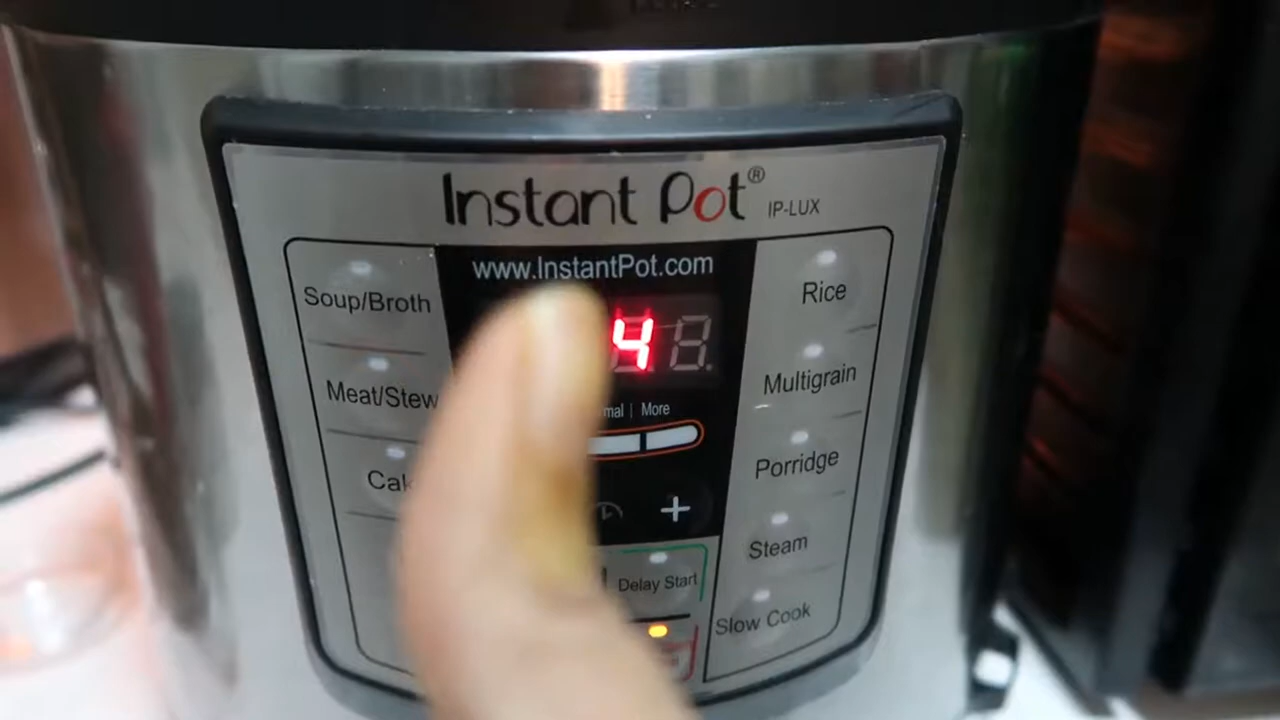 Instant Pot® IP-LUX
www.InstantPot.com
Soup/Broth
Rice
4
Meat/Stew
Multigrain
More
Porridge
+
Steam
Delay Start
Slow Cook